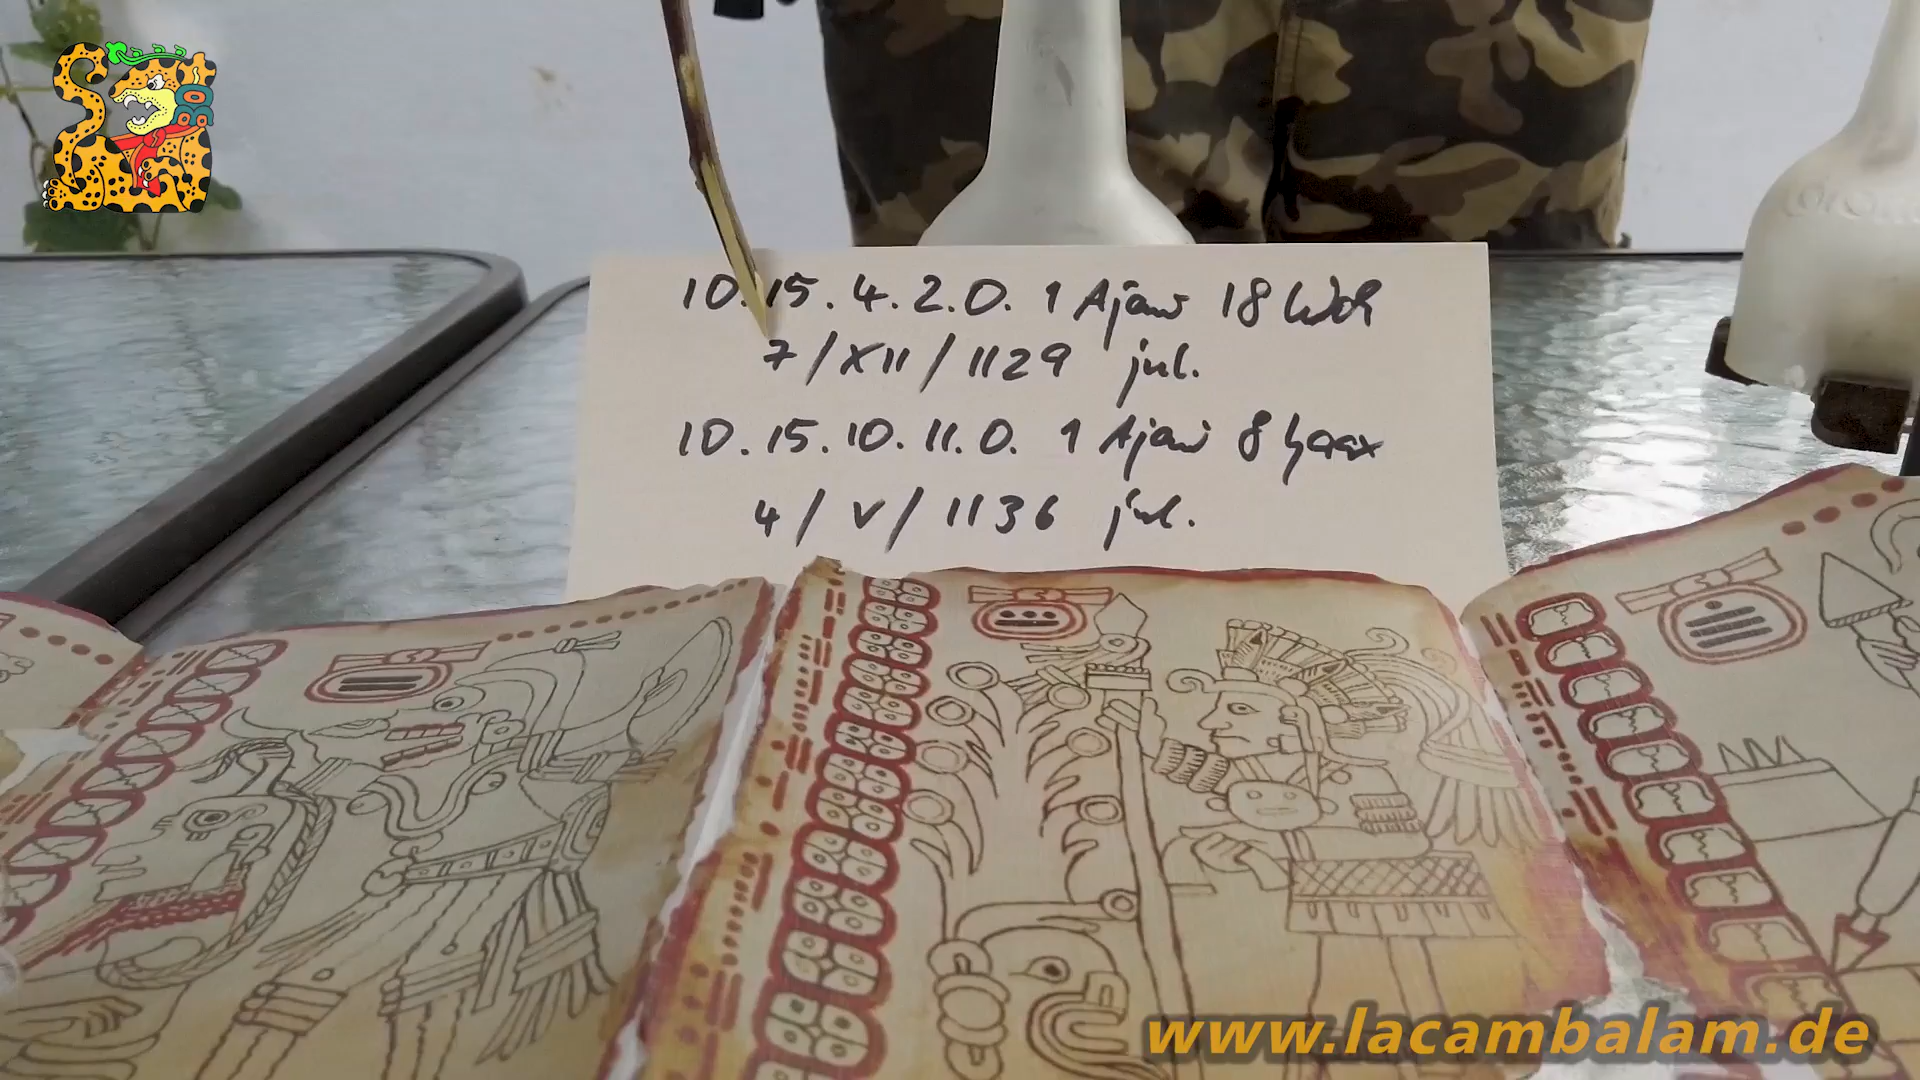 10.15.4.2.0. 1 Ajaw 18 Woh
7/XII/1129 jul.
10.15.10.11.0. 1 Ajaw 8 Yaax
4/V/1136 jul.
www.lacambalam.de